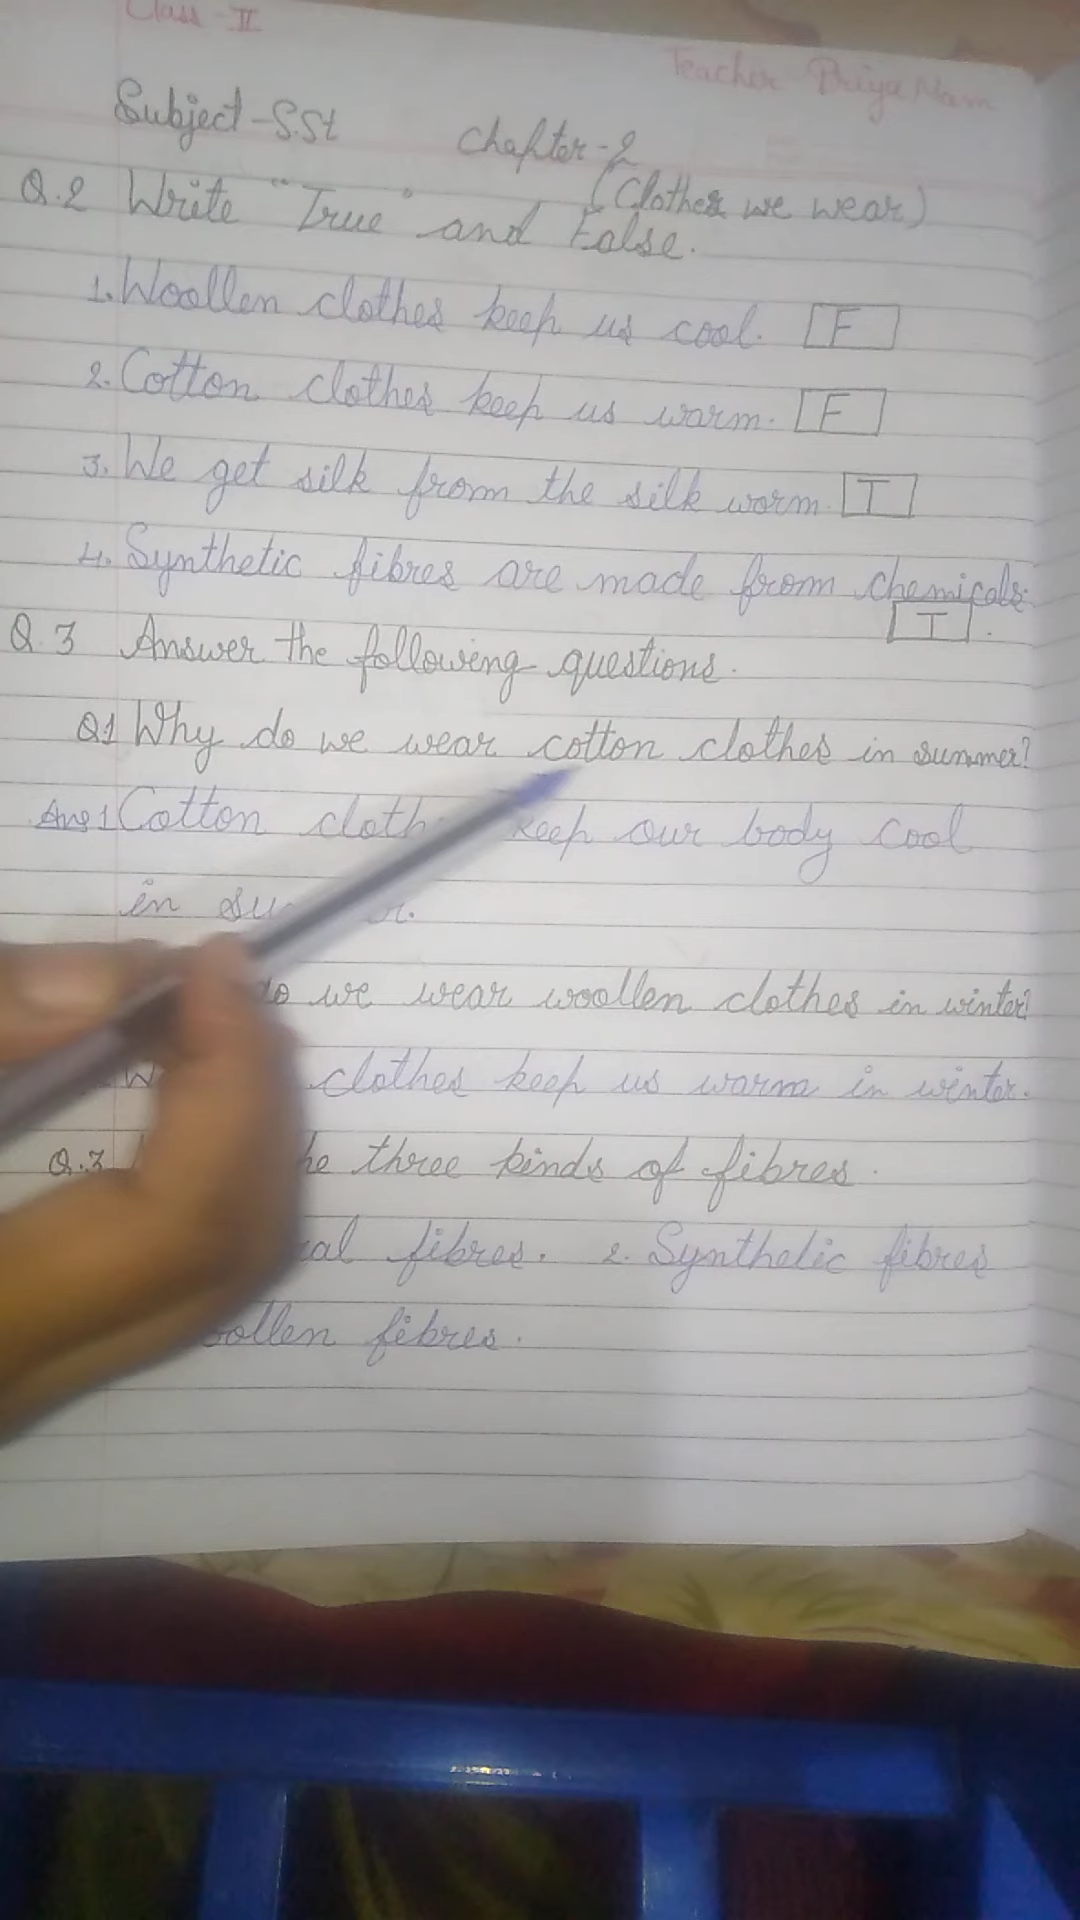 Class - II
Teacher Priya Mam
Subject - S.St Chapter - 2
(Clothes we wear)
Q.2 Write "True" and False.
1. Woollen clothes keep us cool. F
2. Cotton clothes keep us warm. F
3. We get silk from the silk worm. T
4. Synthetic fibres are made from chemicals.
T
Q.3 Answer the following questions.
Q1 Why do we wear cotton clothes in summer?
Ans 1 Cotton keep our body cool
in
we wear woollen clothes in winter?
clothes keep us warm in winter.
Q.3 three kinds of fibres.
fibres. 2. Synthetic fibres
fibres.